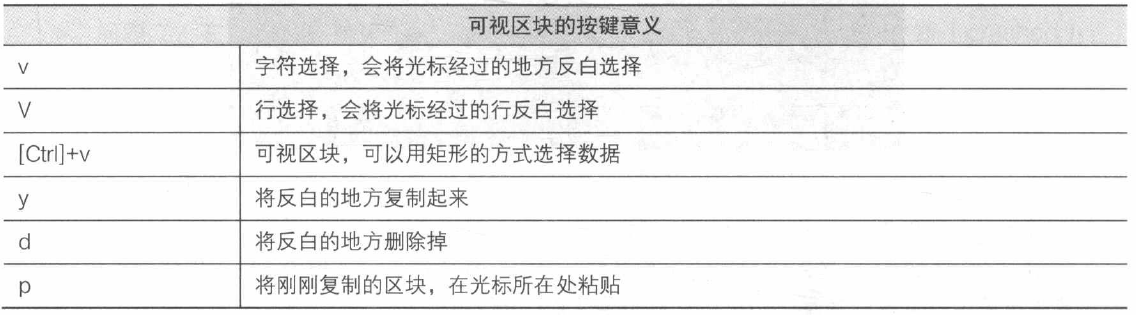 可视区块的按键意义
v 字符选择，会将光标经过的地方反白选择
V 行选择，会将光标经过的行反白选择
[Ctrl]+v 可视区块，可以用矩形的方式选择数据
y 将反白的地方复制起来
d 将反白的地方删除掉
p 将刚刚复制的区块，在光标所在处粘贴